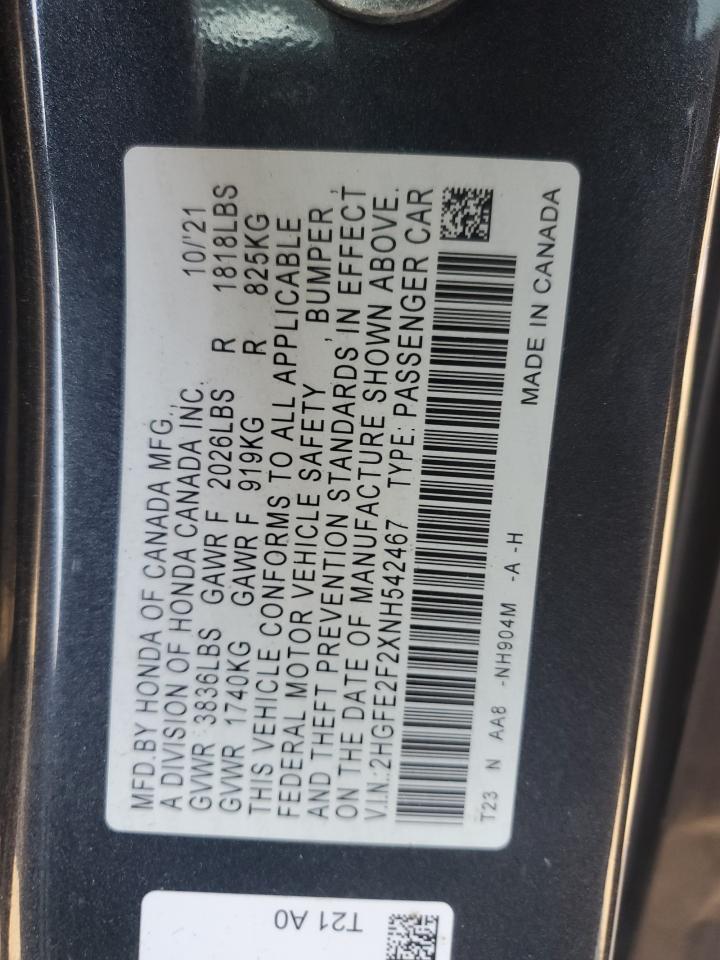 MFD.BY HONDA OF CANADA MFG.,
A DIVISION OF HONDA CANADA INC. 10/'21
GVWR 3836LBS GAWR F 2026LBS R 1818LBS
GVWR 1740KG GAWR F 919KG R 825KG
THIS VEHICLE CONFORMS TO ALL APPLICABLE
FEDERAL MOTOR VEHICLE SAFETY , BUMPER ,
AND THEFT PREVENTION STANDARDS IN EFFECT
ON THE DATE OF MANUFACTURE SHOWN ABOVE.
V.I.N.:2HGFE2F2XNH542467 TYPE: PASSENGER CAR
T23 N AA8 -NH904M -A -H
MADE IN CANADA
T21 A0